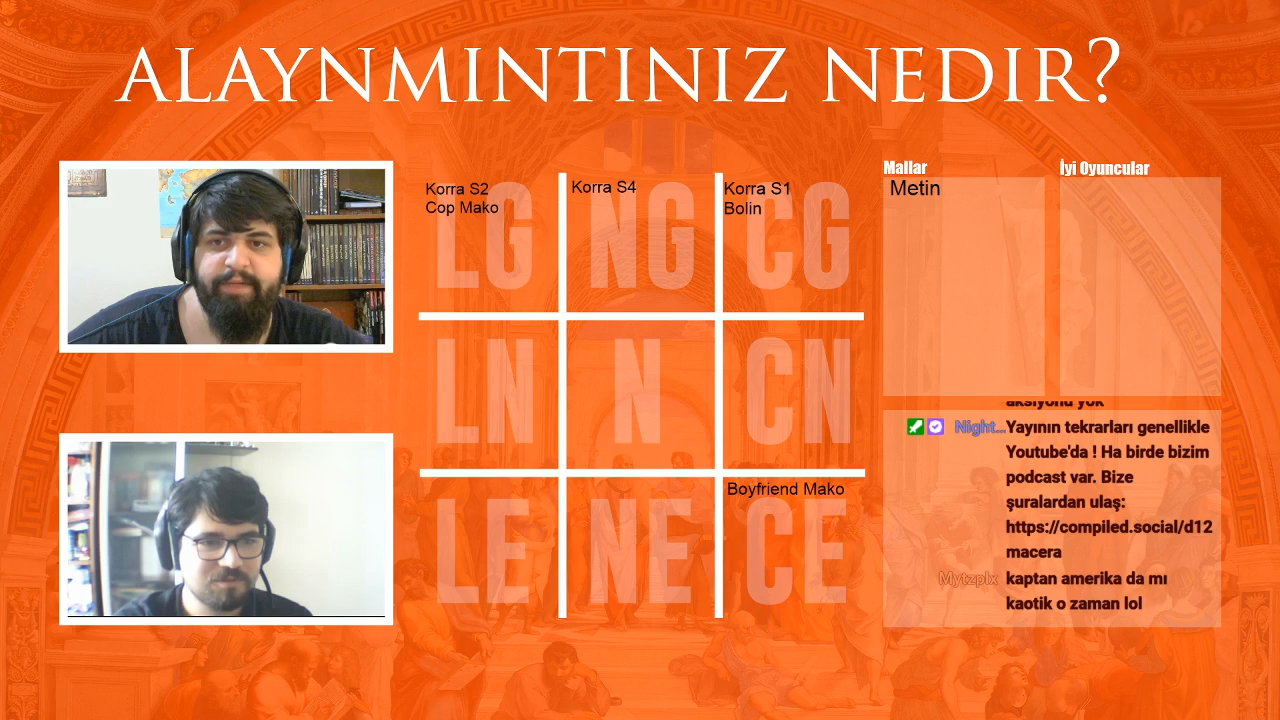 ALAYNMINTINIZ NEDIR?
Korra S2
Cop Mako
LG
Korra S4
NG
Korra S1
Bolin
CG
LN
N
CN
LE
NE
Boyfriend Mako
CE
Mallar
Metin
İyi Oyuncular
aksiyonu yok
Night... Yayının tekrarları genellikle
Youtube'da ! Ha birde bizim
podcast var. Bize
şuralardan ulaş:
https://compiled.social/d12
macera
Mytzplx kaptan amerika da mı
kaotik o zaman lol